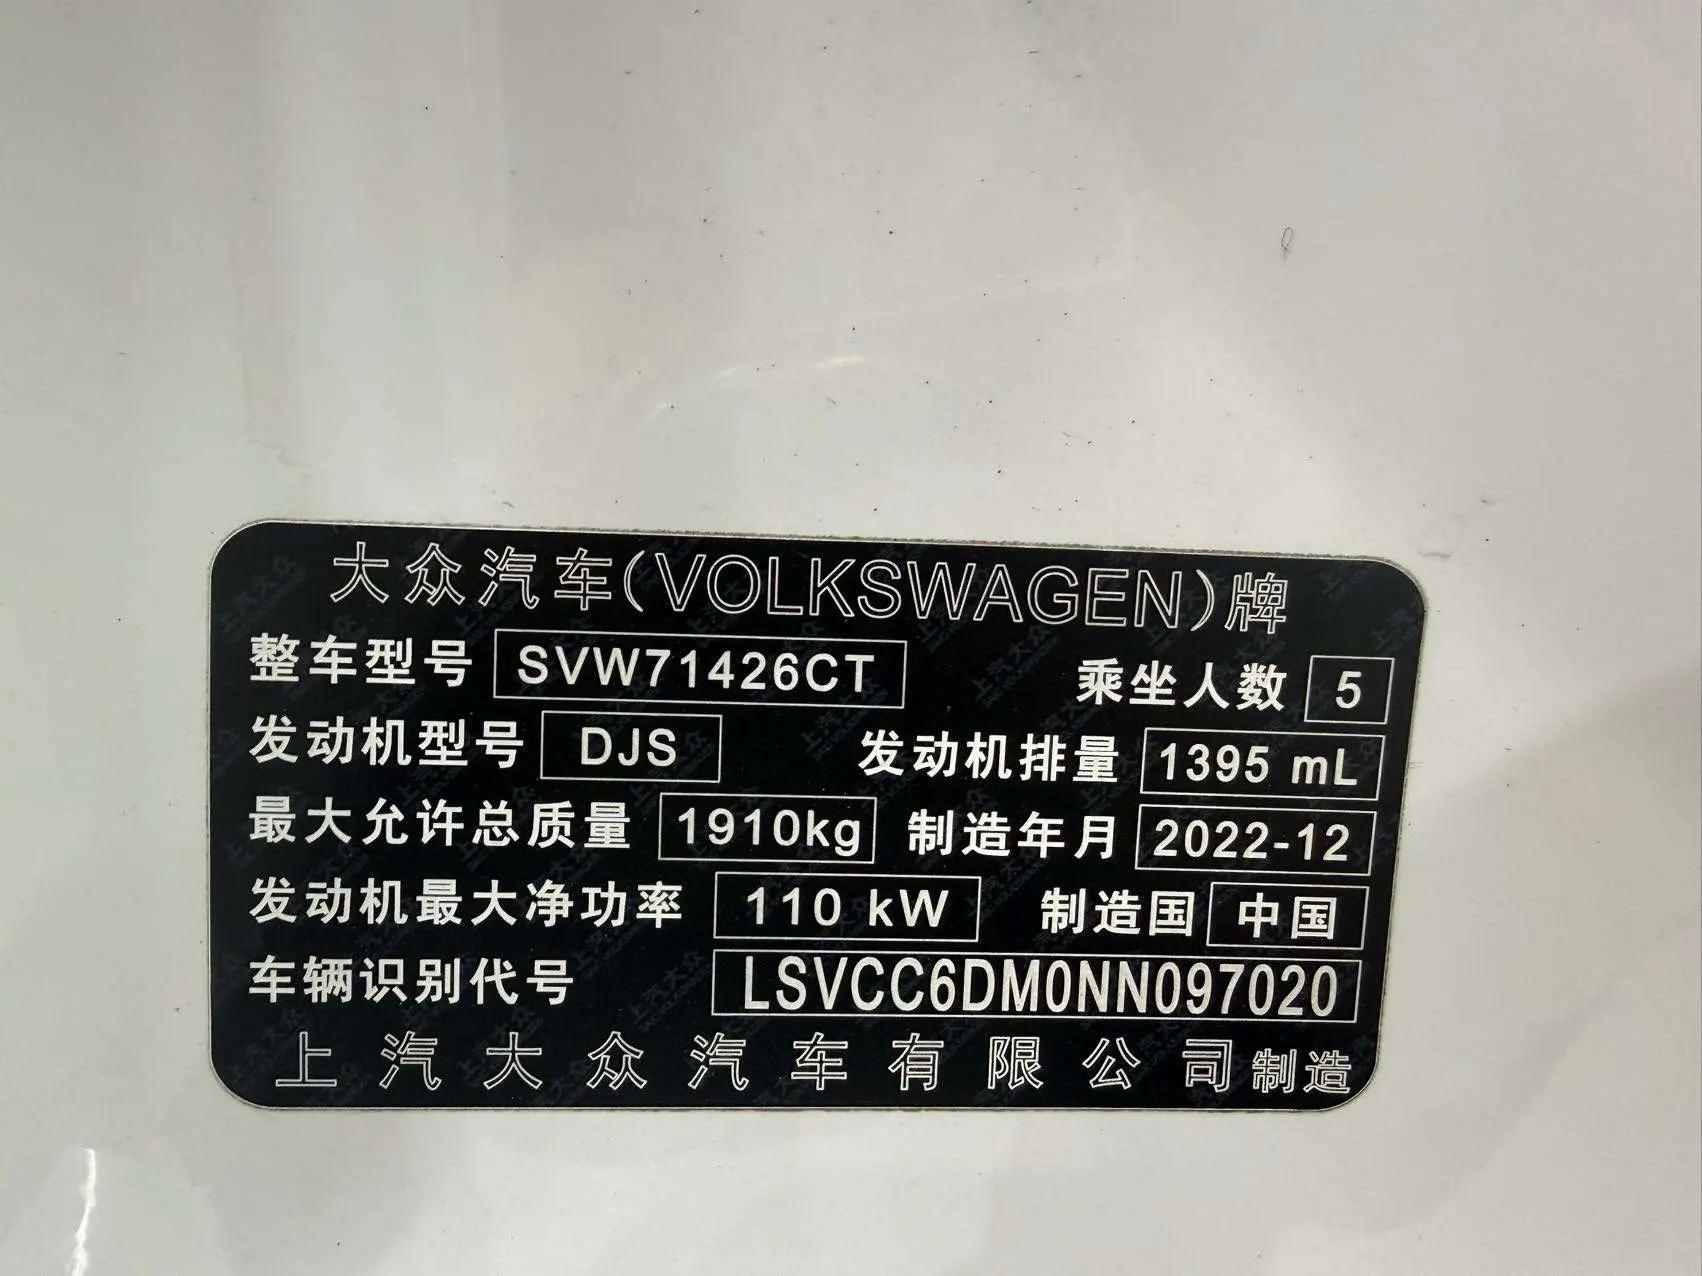 大众汽车(VOLKSWAGEN)牌
整车型号 SVW71426CT 乘坐人数 5
发动机型号 DJS 发动机排量 1395 mL
最大允许总质量 1910kg 制造年月 2022-12
发动机最大净功率 110 kW 制造国 中国
车辆识别代号 LSVCC6DM0NN097020
上汽大众汽车有限公司制造